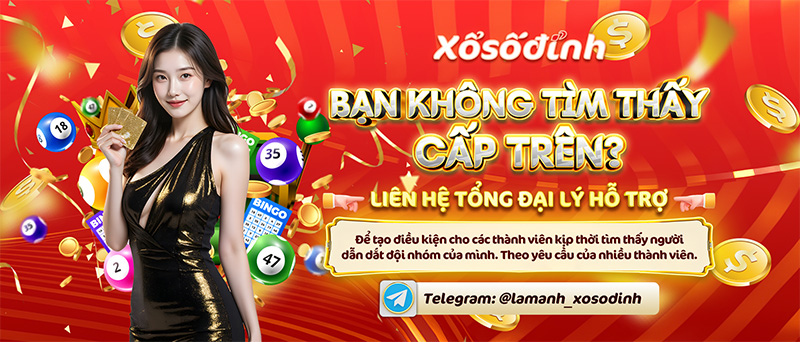 Xổsốđỉnh
BẠN KHÔNG TÌM THẤY
CẤP TRÊN?
LIÊN HỆ TỔNG ĐẠI LÝ HỖ TRỢ
Để tạo điều kiện cho các thành viên kịp thời tìm thấy người
dẫn dắt đội nhóm của mình. Theo yêu cầu của nhiều thành viên.
Telegram: @lamanh_xosodinh
18
35
BINGO
BINGO
2
47